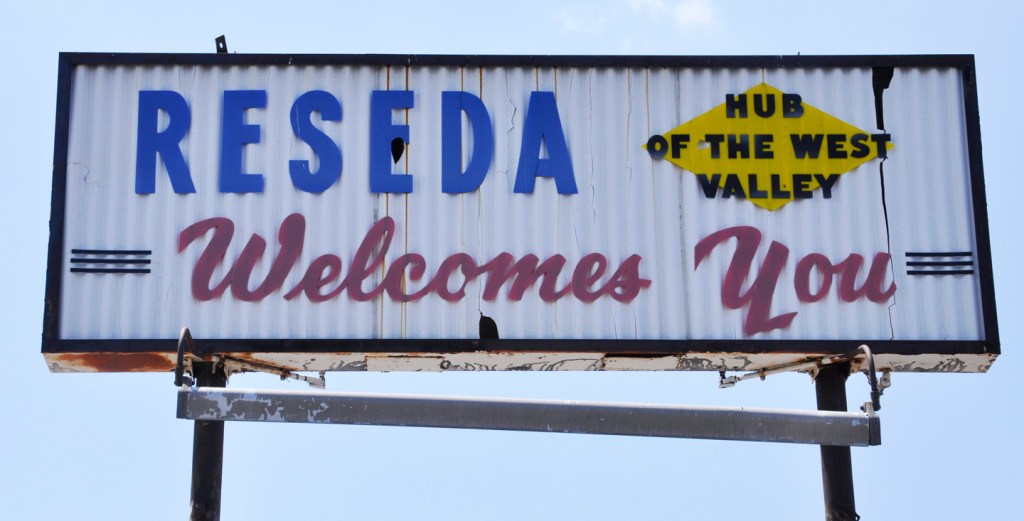 RESEDA
HUB
OF THE WEST
VALLEY
Welcomes You